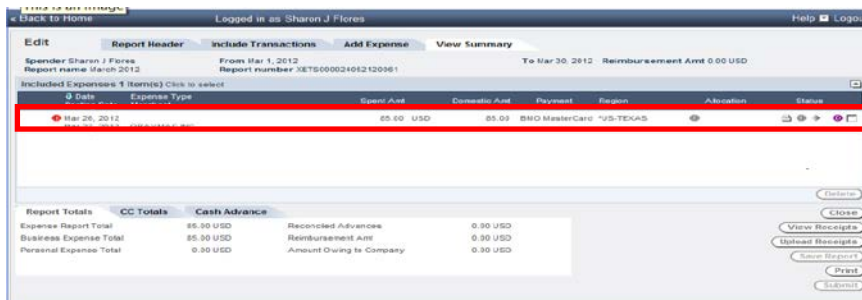 This is an image
« Back to Home Logged in as Sharon J Flores Help Logou
Edit Report Header Include Transactions Add Expense View Summary
Spender Sharon J Flores From Mar 1, 2012 To Mar 30, 2012 Reimbursement Amt 0.00 USD
Report name March 2012 Report number
Included Expenses 1 Item(s) Click to select
Date Expense Type Spent Amt Domestic Amt Payment Region Allocation Status
Mar 26, 2012 85.00 USD 85.00 BMO MasterCard *US-TEXAS
Delete
Report Totals CC Totals Cash Advance
Close
Expense Report Total 85.00 USD Reconciled Advances 0.00 USD
View Receipts
Business Expense Total 85.00 USD Reimbursement Amt 0.00 USD
Upload Receipts
Personal Expense Total 0.00 USD Amount Owing to Company 0.00 USD
Save Report
Print
Submit